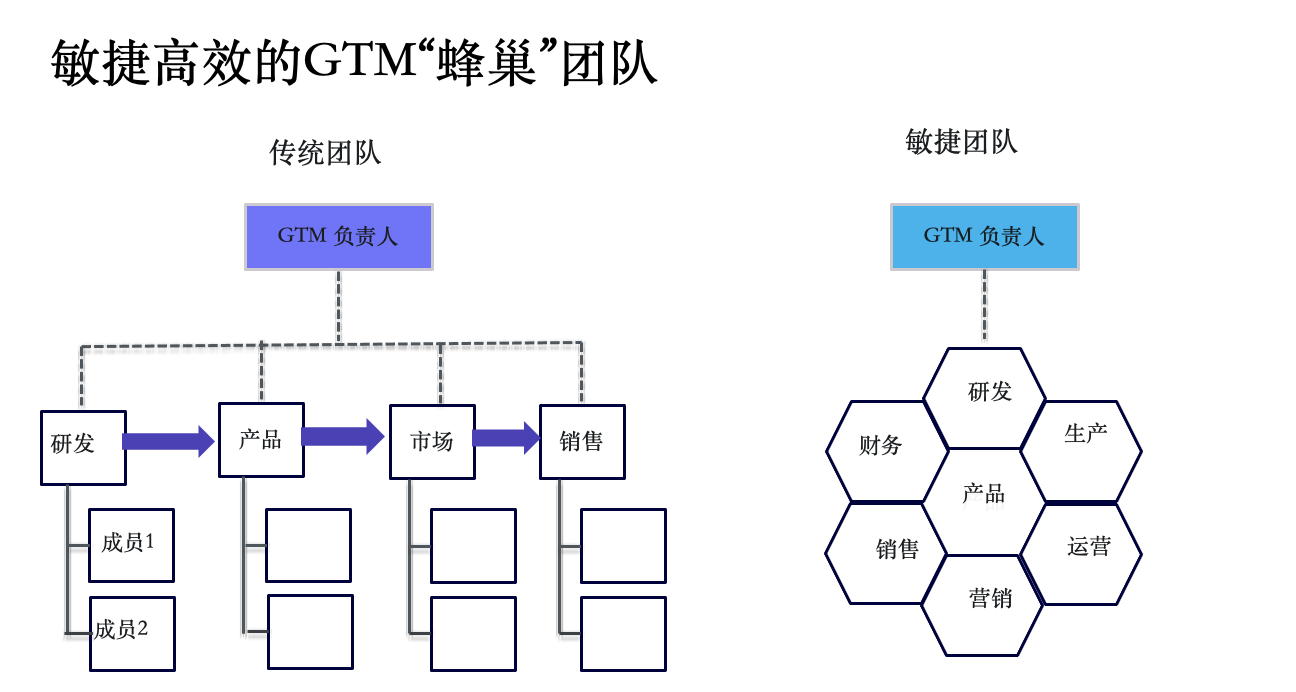 敏捷高效的GTM“蜂巢”团队
传统团队
GTM 负责人
研发
产品
市场
销售
成员1
成员2
敏捷团队
GTM 负责人
研发
财务
生产
产品
销售
运营
营销